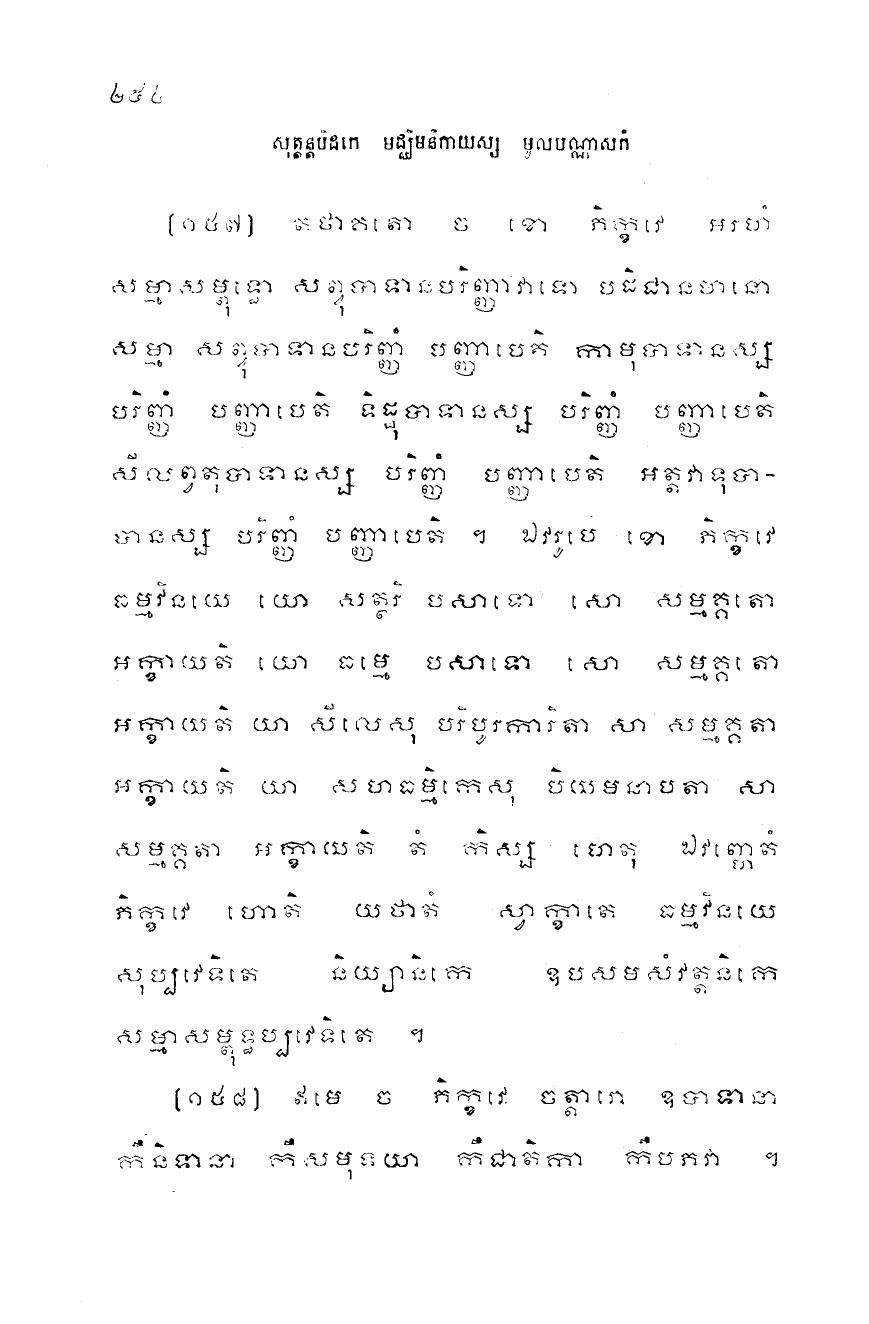 ២៥៤
សុត្តន្តបិដកេ មជ្ឈិមនិកាយស្ស មូលបណ្ណាសកំ
[១៥៧] តថាគតោ ច ខោ ភិក្ខវេ អរហំ
សម្មាសម្ពុទ្ធោ សព្វុបាទានបរិញ្ញាវាទោ បដិជានមានោ
សម្មា សព្វុបាទានបរិញ្ញំ បញ្ញាបេតិ កាមុបាទានស្ស
បរិញ្ញំ បញ្ញាបេតិ ទិដ្ឋុបាទានស្ស បរិញ្ញំ បញ្ញាបេតិ
សីលព្វតុបាទានស្ស បរិញ្ញំ បញ្ញាបេតិ អត្តវាទុបា-
ទានស្ស បរិញ្ញំ បញ្ញាបេតិ ។ ឯវរូបេ ខោ ភិក្ខវេ
ធម្មវិនយេ យោ សត្ថរិ បសាទោ សោ សម្មគ្គតោ
អក្ខាយតិ យោ ធម្មេ បសាទោ សោ សម្មគ្គតោ
អក្ខាយតិ យា សីលេសុ បរិបូរការិតា សា សម្មគ្គតា
អក្ខាយតិ យា សហធម្មិកេសុ បិយមនាបតា សា
សម្មគ្គតា អក្ខាយតិ តំ កិស្ស ហេតុ ឯវញ្ហេតំ
ភិក្ខវេ ហោតិ យថាតំ ស្វាក្ខាតេ ធម្មវិនយេ
សុប្បវេទិតេ និយ្យានិកេ ឧបសមសំវត្តនិកេ
សម្មាសម្ពុទ្ធប្បវេទិតេ ។
[១៥៨] ឥមេ ច ភិក្ខវេ ចត្តារោ ឧបាទានា
កឹនិទានា កឹសមុទយា កឹជាតិកា កឹបភវា ។